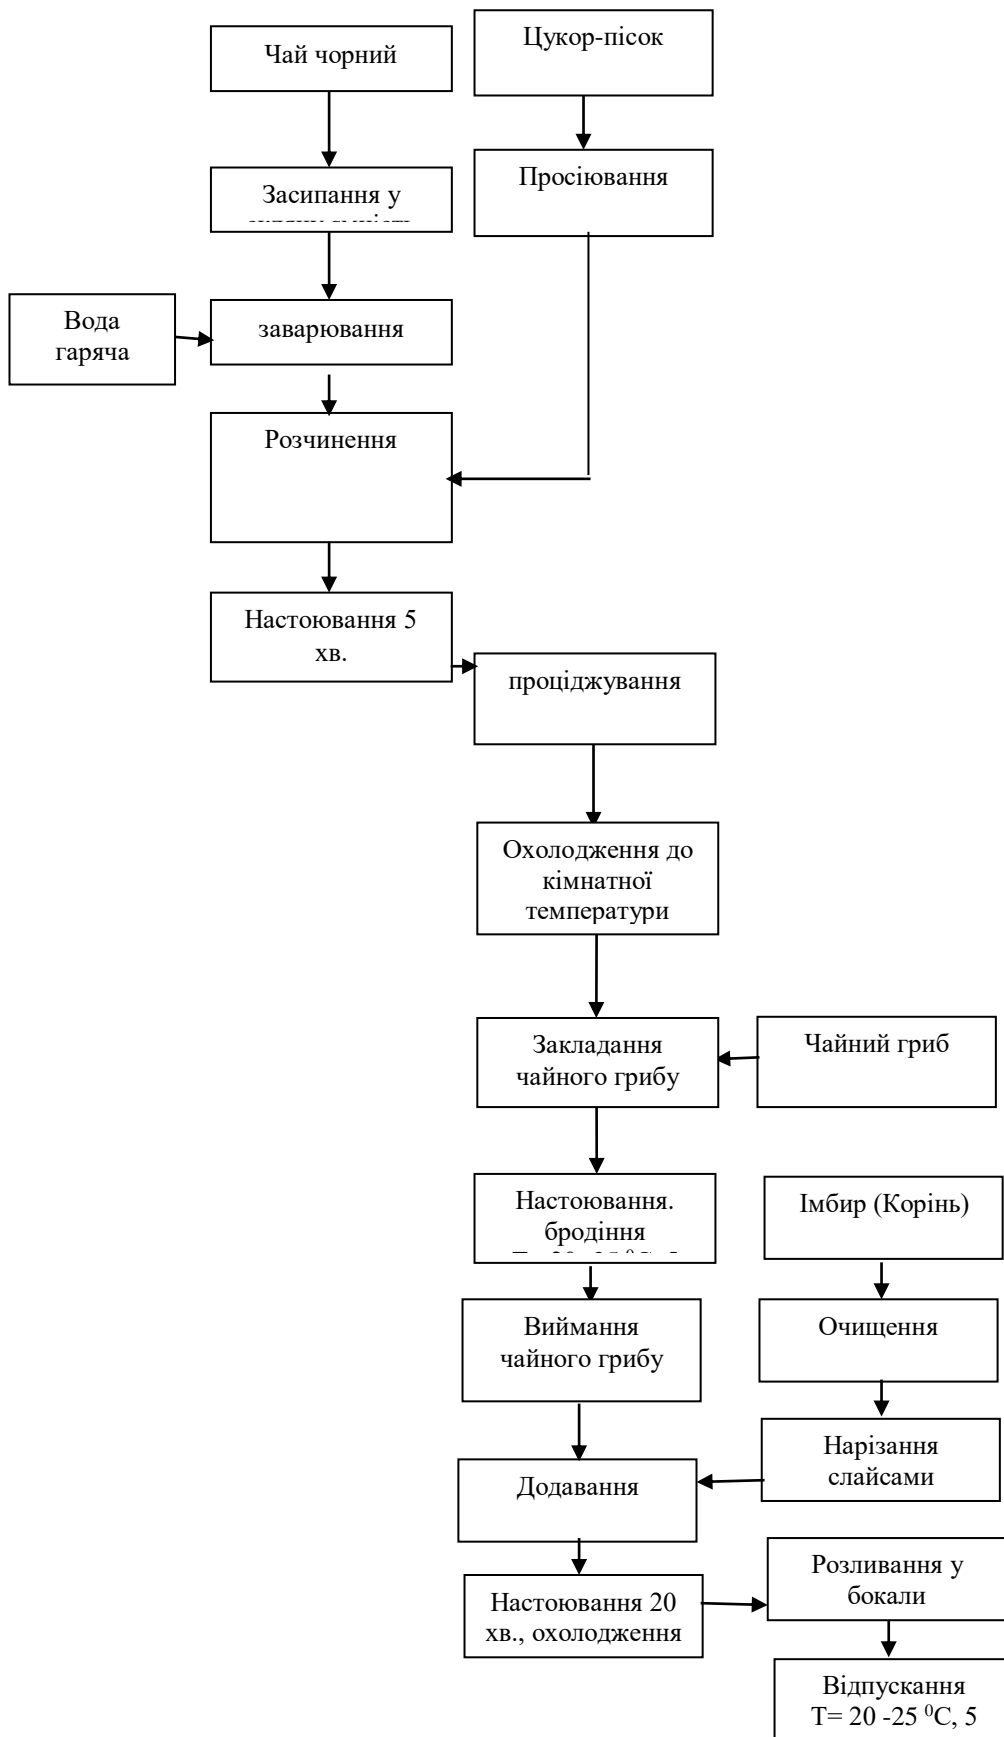 Чай чорний
Цукор-пісок
Засипання у
Просіювання
Вода
гаряча
заварювання
Розчинення
Настоювання 5
хв.
проціджування
Охолодження до
кімнатної
температури
Закладання
чайного грибу
Чайний гриб
Настоювання.
бродіння
Імбир (Корінь)
Виймання
чайного грибу
Очищення
Нарізання
слайсами
Додавання
Настоювання 20
хв., охолодження
Розливання у
бокали
Відпускання
Т= 20 -25 ⁰С, 5